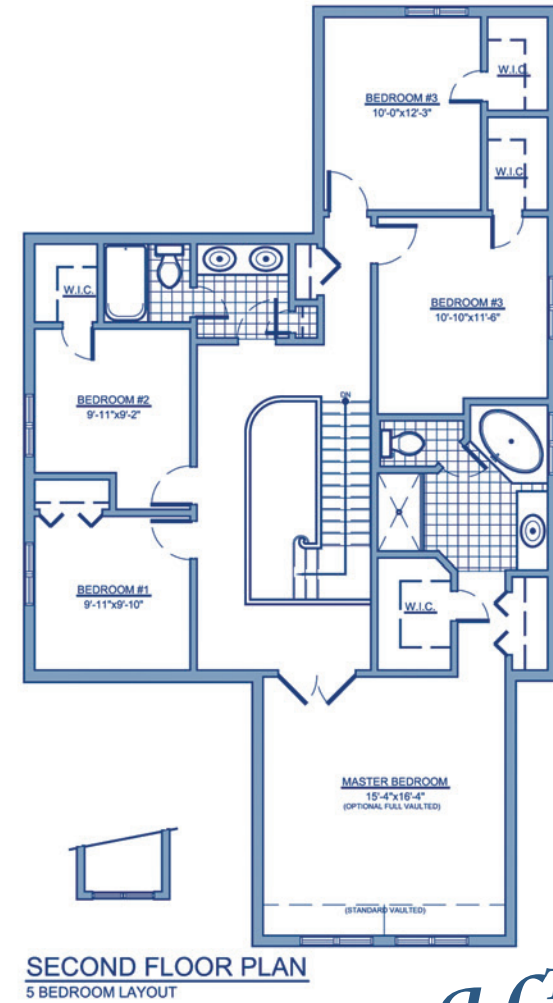 W.I.C.
BEDROOM #3
10'-0"x12'-3"
W.I.C.
W.I.C.
BEDROOM #3
10'-10"x11'-6"
DN
BEDROOM #2
9'-11"x9'-2"
BEDROOM #1
9'-11"x9'-10"
W.I.C.
MASTER BEDROOM
15'-4"x16'-4"
(OPTIONAL FULL VAULTED)
(STANDARD VAULTED)
SECOND FLOOR PLAN
5 BEDROOM LAYOUT